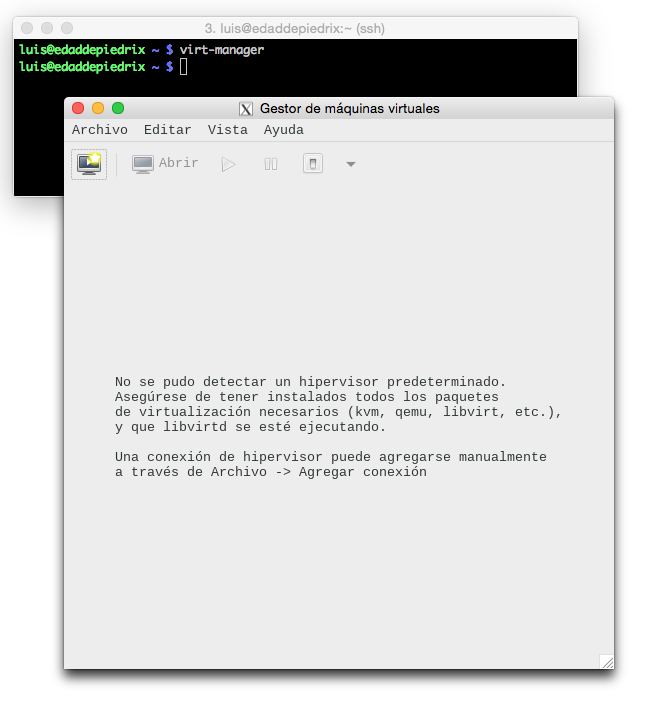 3. luis@edaddepiedrix:~ (ssh)
luis@edaddepiedrix ~ $ virt-manager
luis@edaddepiedrix ~ $
Gestor de máquinas virtuales
Archivo Editar Vista Ayuda
Abrir
No se pudo detectar un hipervisor predeterminado.
Asegúrese de tener instalados todos los paquetes
de virtualización necesarios (kvm, qemu, libvirt, etc.),
y que libvirtd se esté ejecutando.
Una conexión de hipervisor puede agregarse manualmente
a través de Archivo -> Agregar conexión